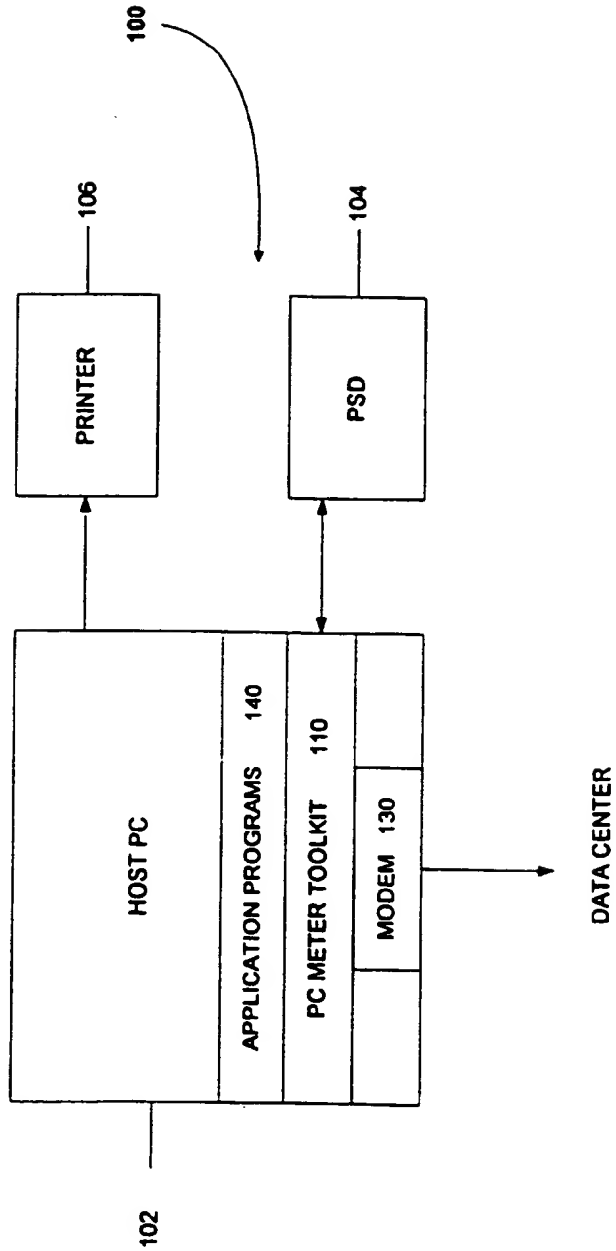 100
106
PRINTER
104
PSD
HOST PC
APPLICATION PROGRAMS 140
PC METER TOOLKIT 110
MODEM 130
102
DATA CENTER